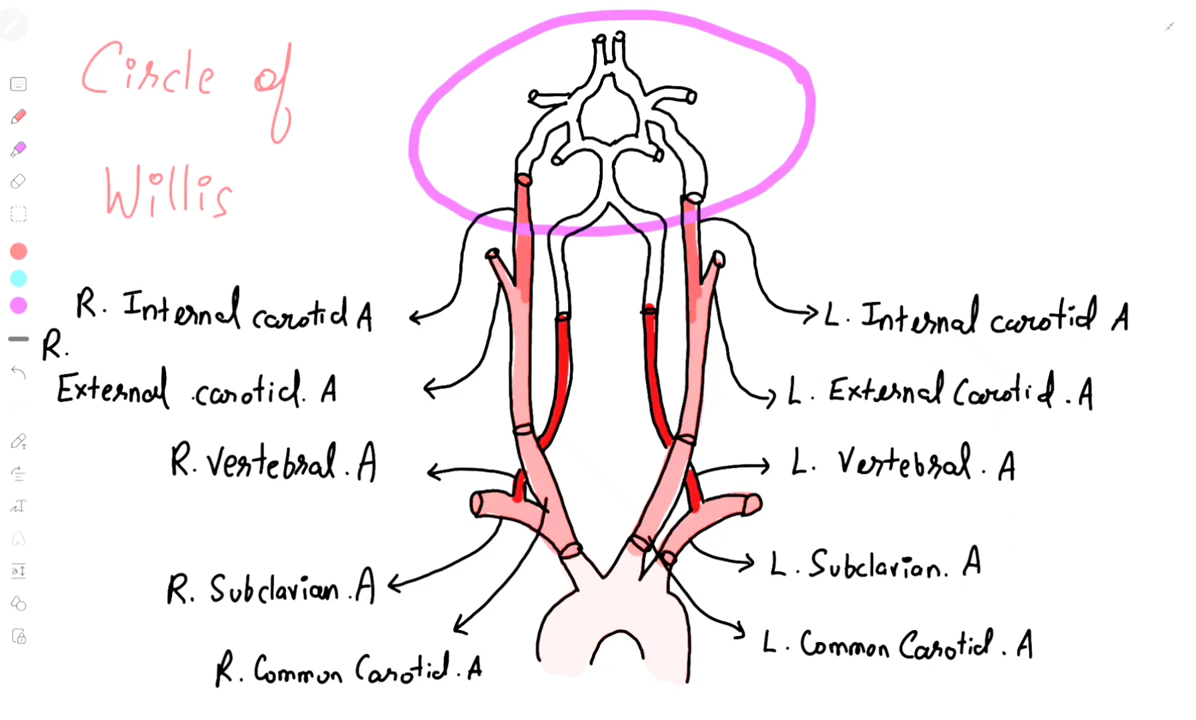 Circle of
Willis
R. Internal carotid A
R.
External .carotid. A
R. Vertebral. A
R. Subclavian. A
R. Common Carotid. A
L. Internal carotid A
L. External Carotid. A
L. Vertebral. A
L. Subclavian. A
L. Common Carotid. A